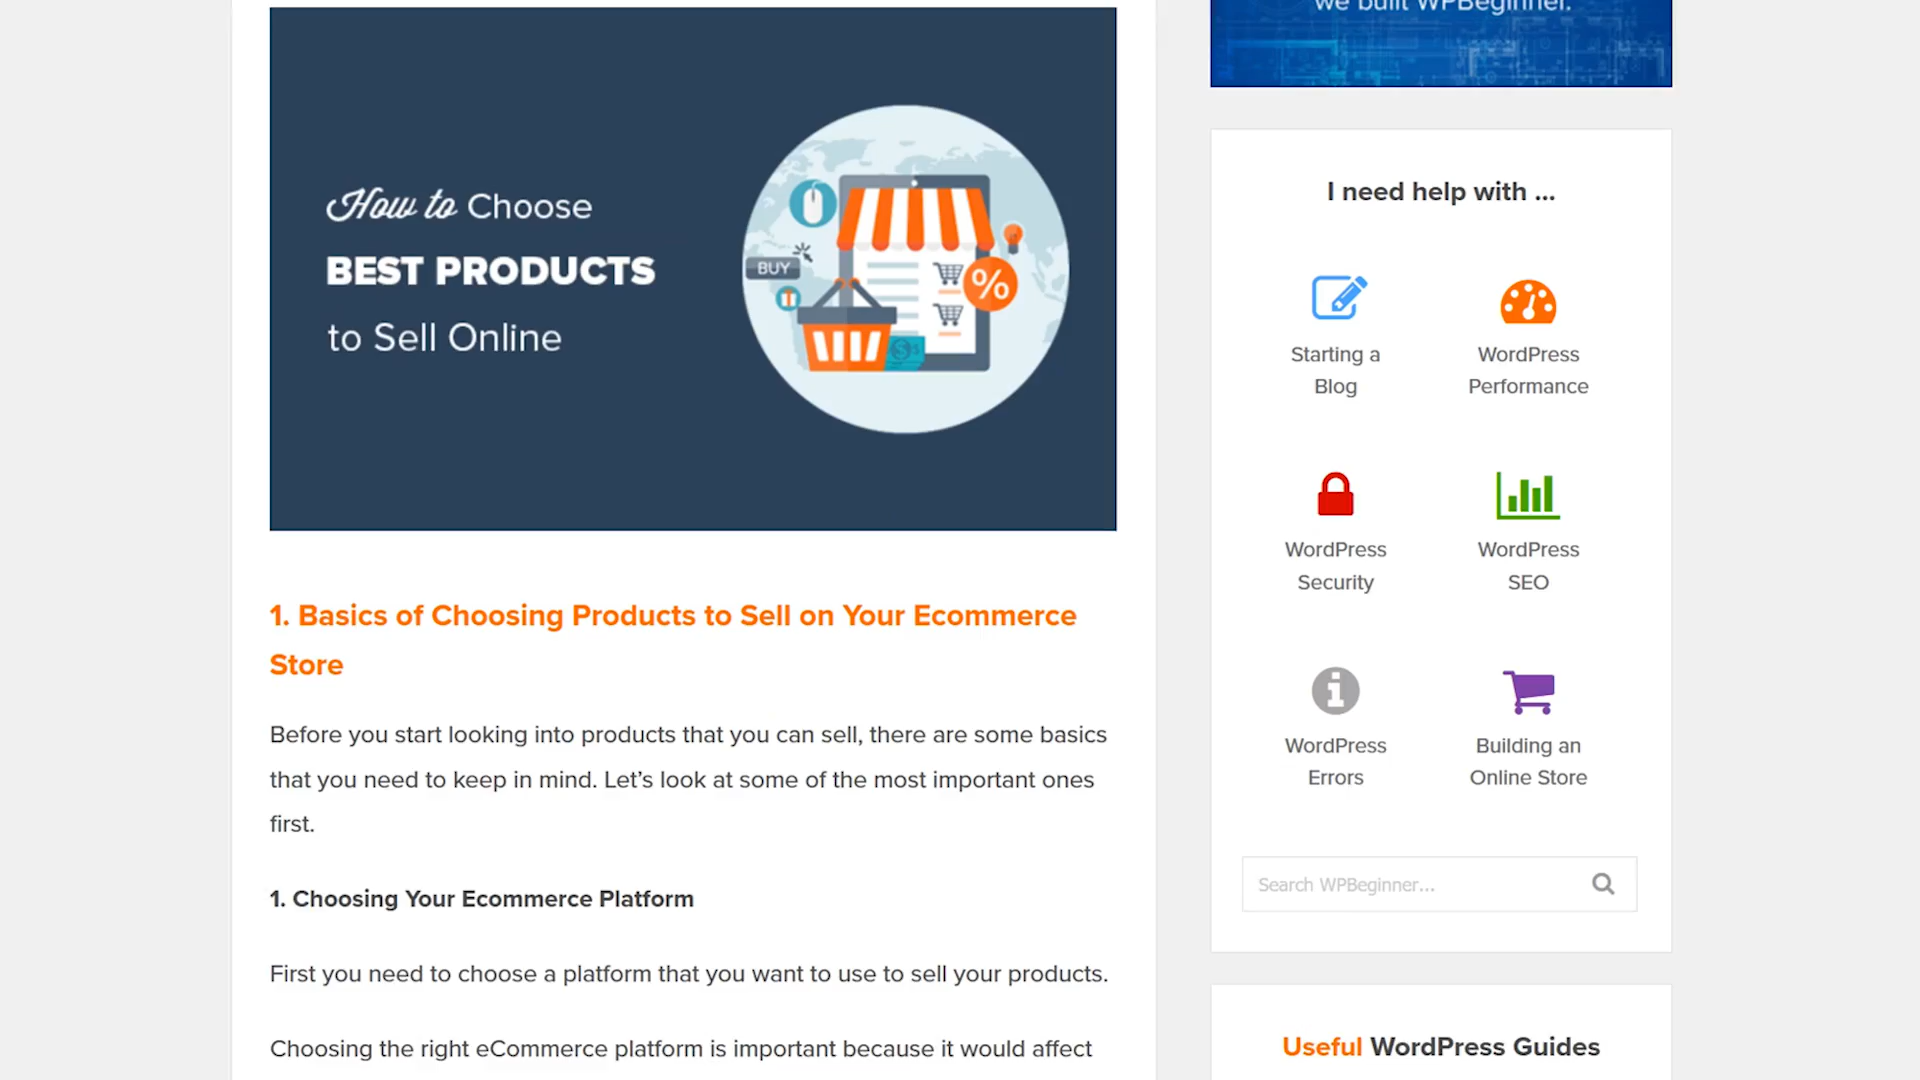 How to Choose
BEST PRODUCTS
to Sell Online
BUY
%
$
1. Basics of Choosing Products to Sell on Your Ecommerce
Store
Before you start looking into products that you can sell, there are some basics
that you need to keep in mind. Let’s look at some of the most important ones
first.
1. Choosing Your Ecommerce Platform
First you need to choose a platform that you want to use to sell your products.
Choosing the right eCommerce platform is important because it would affect
we built WPBeginner.
I need help with ...
Starting a
Blog
WordPress
Performance
WordPress
Security
WordPress
SEO
WordPress
Errors
Building an
Online Store
Search WPBeginner...
Useful WordPress Guides